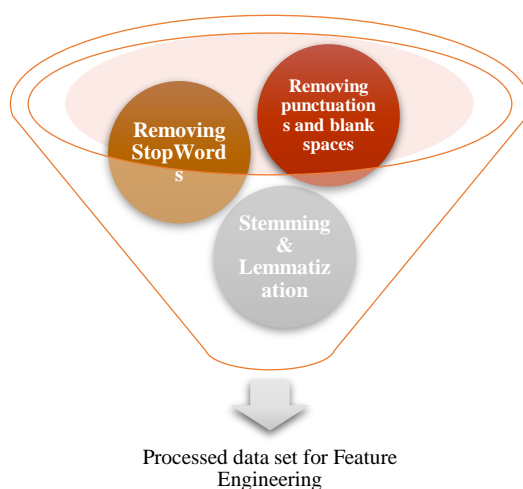 Removing
StopWord
s
Removing
punctuation
s and blank
spaces
Stemming
&
Lemmatiz
ation
Processed data set for Feature
Engineering